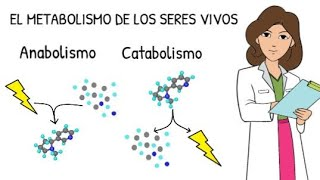 EL METABOLISMO DE LOS SERES VIVOS
Anabolismo
Catabolismo